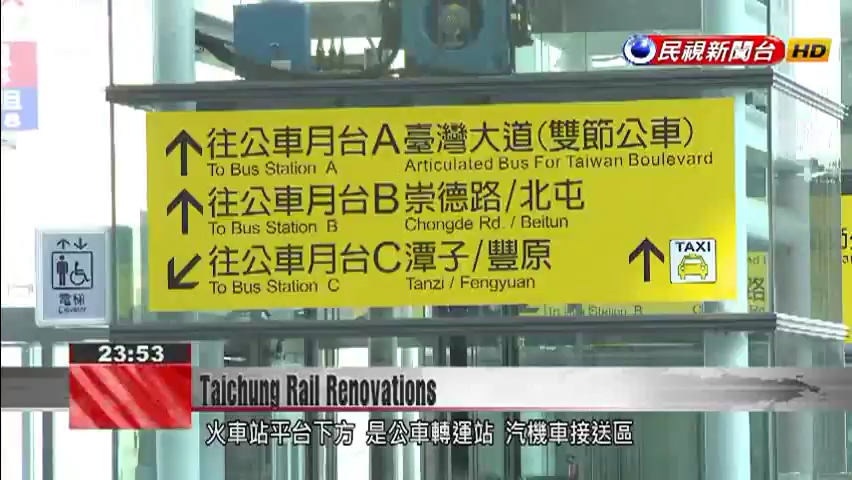 民視新聞台 HD
往公車月台A 臺灣大道(雙節公車)
To Bus Station A Articulated Bus For Taiwan Boulevard
往公車月台B 崇德路/北屯
To Bus Station B Chongde Rd. / Beitun
往公車月台C 潭子/豐原
To Bus Station C Tanzi / Fengyuan
TAXI
電梯
Elevator
23:53
Taichung Rail Renovations
火車站平台下方 是公車轉運站 汽機車接送區